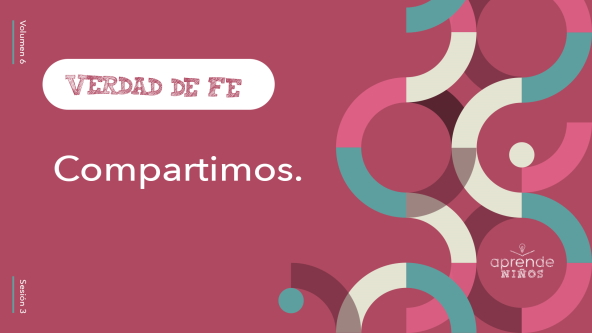 Volumen 6
VERDAD DE FE
Compartimos.
aprende
NIÑOS
Sesión 3